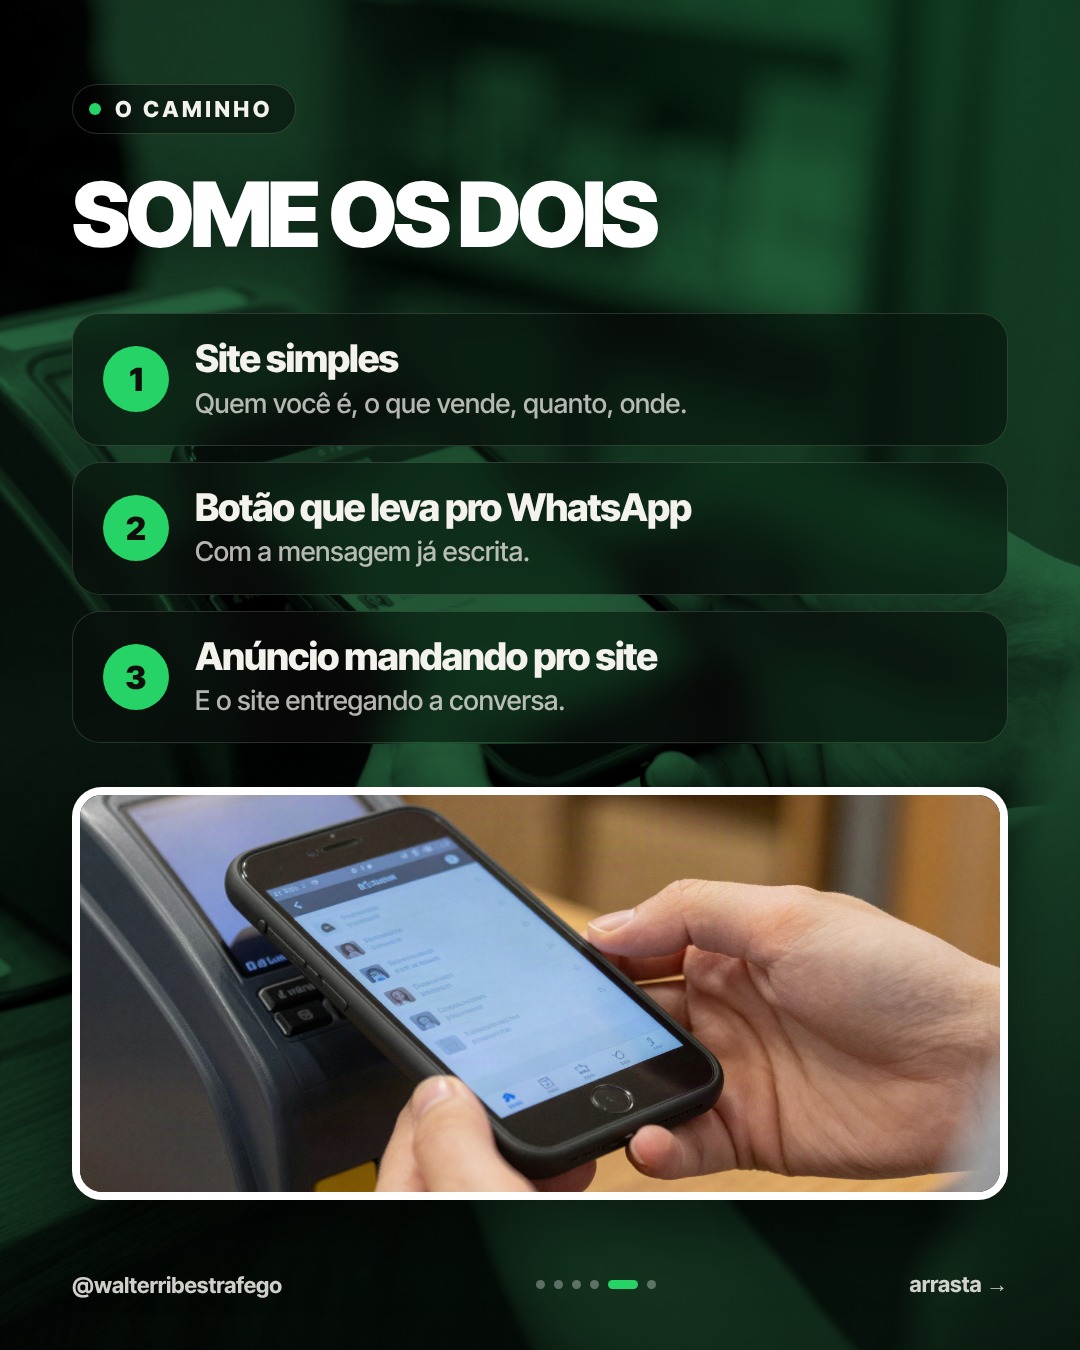 O CAMINHO
SOME OS DOIS
1
Site simples
Quem você é, o que vende, quanto, onde.
2
Botão que leva pro WhatsApp
Com a mensagem já escrita.
3
Anúncio mandando pro site
E o site entregando a conversa.
@walterribestrafego
arrasta →